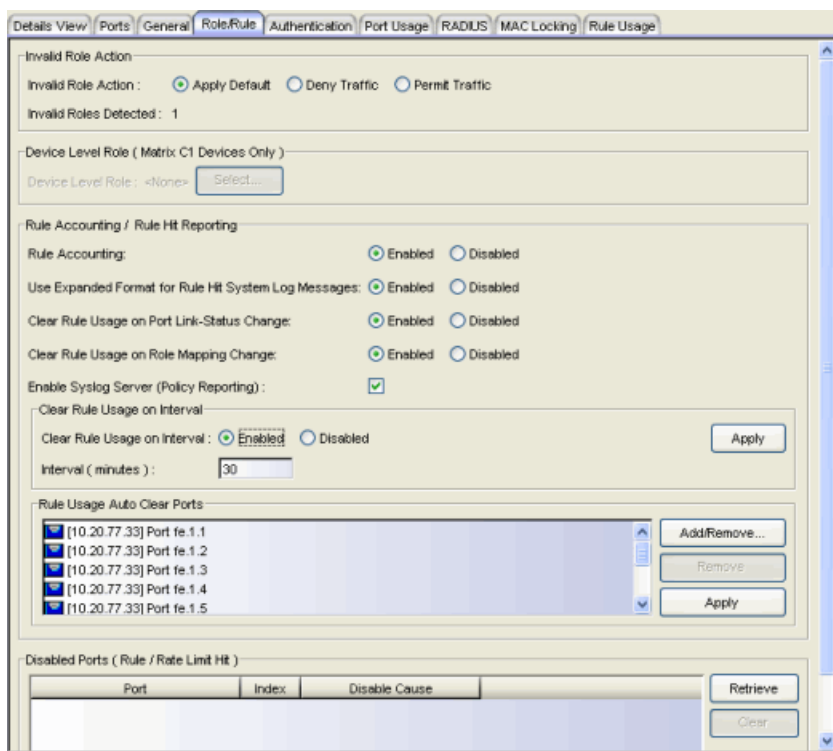 Details View Ports General Role/Rule Authentication Port Usage RADIUS MAC Locking Rule Usage
Invalid Role Action
Invalid Role Action : Apply Default Deny Traffic Permit Traffic
Invalid Roles Detected : 1
Device Level Role ( Matrix C1 Devices Only )
Device Level Role : <None> Select...
Rule Accounting / Rule Hit Reporting
Rule Accounting: Enabled Disabled
Use Expanded Format for Rule Hit System Log Messages: Enabled Disabled
Clear Rule Usage on Port Link-Status Change: Enabled Disabled
Clear Rule Usage on Role Mapping Change: Enabled Disabled
Enable Syslog Server (Policy Reporting) :
Clear Rule Usage on Interval
Clear Rule Usage on Interval : Enabled Disabled Apply
Interval ( minutes ) : 30
Rule Usage Auto Clear Ports
[10.20.77.33] Port fe.1.1 Add/Remove...
[10.20.77.33] Port fe.1.2
[10.20.77.33] Port fe.1.3 Remove
[10.20.77.33] Port fe.1.4
[10.20.77.33] Port fe.1.5 Apply
Disabled Ports ( Rule / Rate Limit Hit )
Port Index Disable Cause Retrieve
Clear